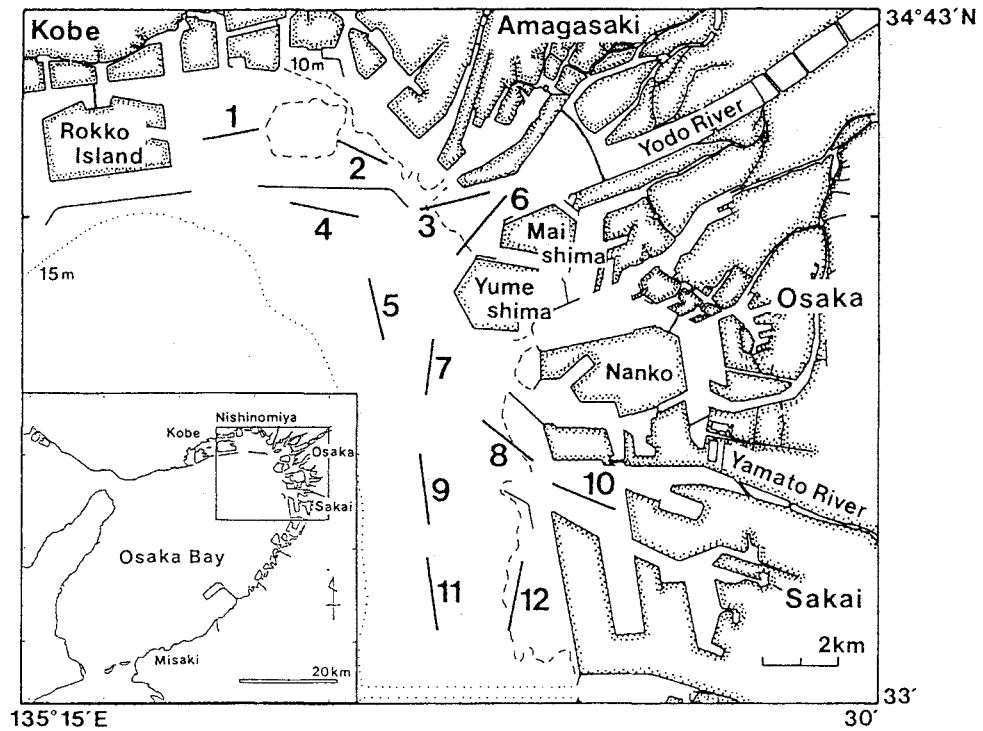 Kobe
Amagasaki
34°43′N
10m
1
Rokko
Island
2
Yodo River
3
6
4
Mai
shima
15m
5
Yume
shima
Osaka
7
Nanko
Nishinomiya
Kobe
Osaka
8
Yamato River
9
10
Sakai
Osaka Bay
11
12
Sakai
2km
Misaki
20km
33′
135°15′E
30′